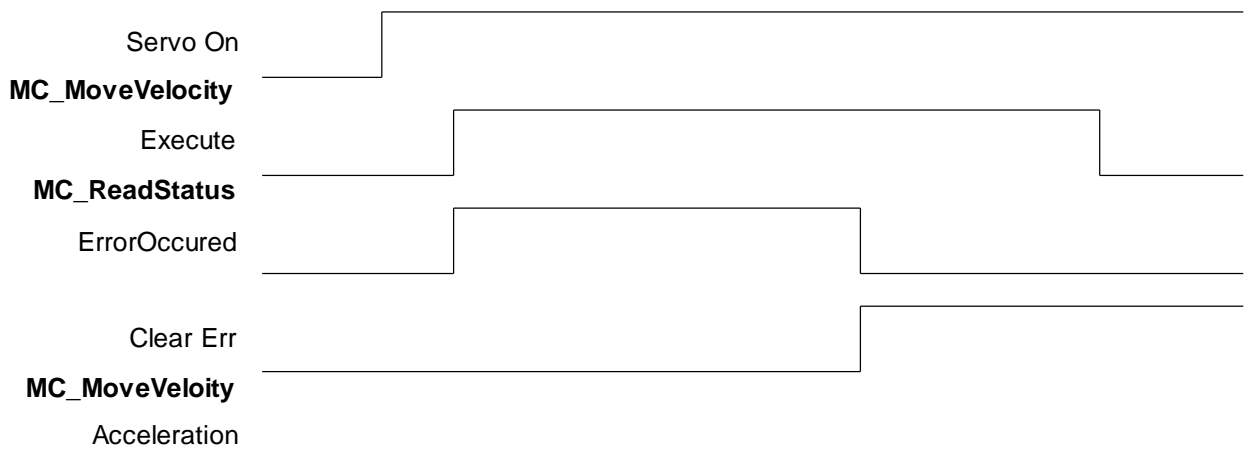 Servo On
MC_MoveVelocity
Execute
MC_ReadStatus
ErrorOccured
Clear Err
MC_MoveVeloity
Acceleration